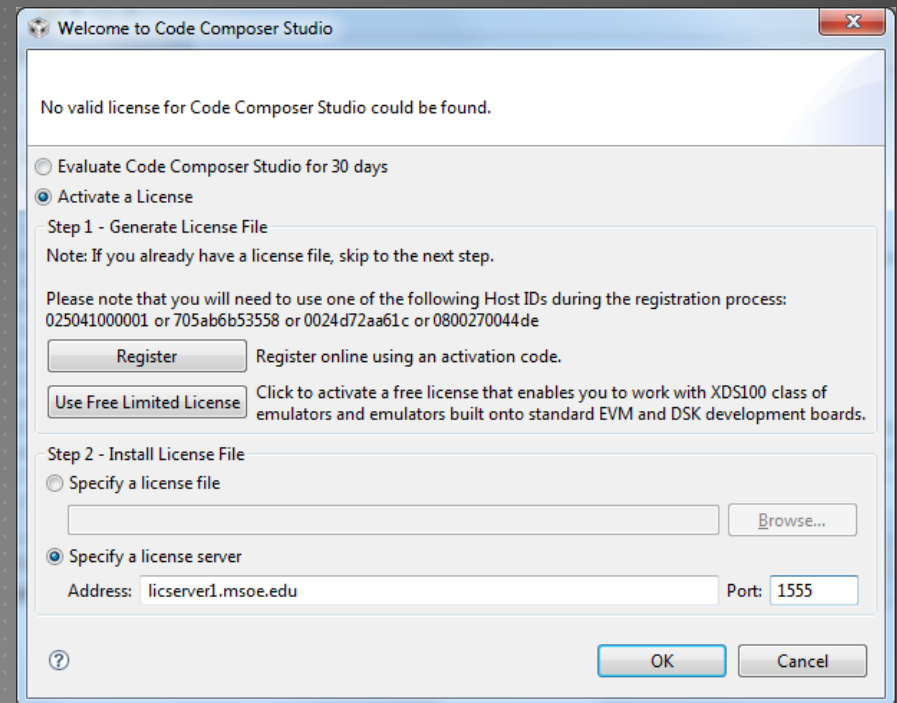 Welcome to Code Composer Studio
No valid license for Code Composer Studio could be found.
Evaluate Code Composer Studio for 30 days
Activate a License
Step 1 - Generate License File
Note: If you already have a license file, skip to the next step.
Please note that you will need to use one of the following Host IDs during the registration process:
025041000001 or 705ab6b53558 or 0024d72aa61c or 0800270044de
Register
Register online using an activation code.
Use Free Limited License
Click to activate a free license that enables you to work with XDS100 class of
emulators and emulators built onto standard EVM and DSK development boards.
Step 2 - Install License File
Specify a license file
Browse...
Specify a license server
Address: licserver1.msoe.edu Port: 1555
?
OK Cancel